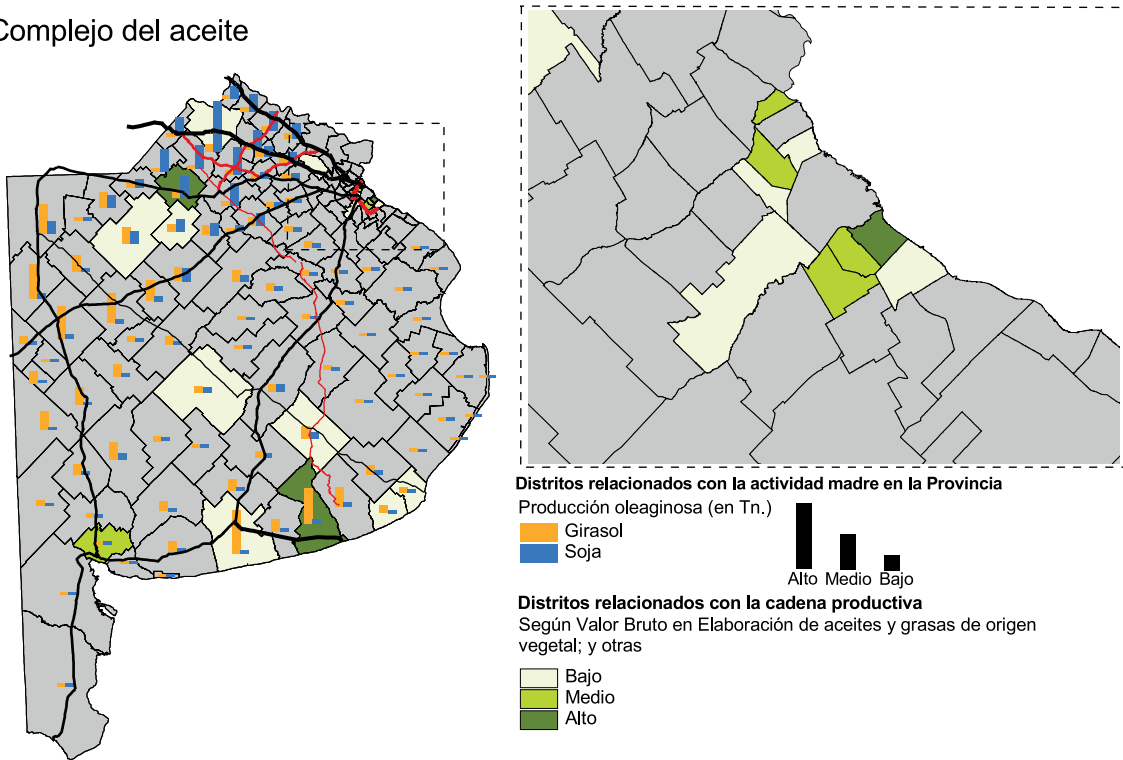 Complejo del aceite
Distritos relacionados con la actividad madre en la Provincia
Producción oleaginosa (en Tn.)
Girasol
Soja
Alto Medio Bajo
Distritos relacionados con la cadena productiva
Según Valor Bruto en Elaboración de aceites y grasas de origen
vegetal; y otras
Bajo
Medio
Alto